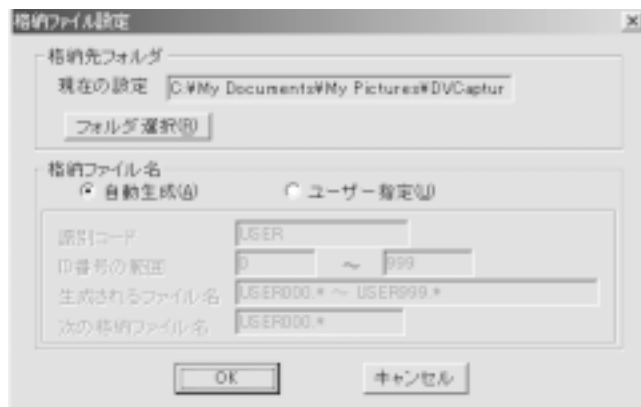 格納ファイル設定
格納先フォルダ
現在の設定 C:¥My Documents¥My Pictures¥DVCaptur
フォルダ選択(R)
格納ファイル名
自動生成(A) ユーザー指定(U)
識別コード USER
ID番号の範囲 0 ～ 999
生成されるファイル名 USER000.* ～ USER999.*
次の格納ファイル名 USER000.*
OK キャンセル